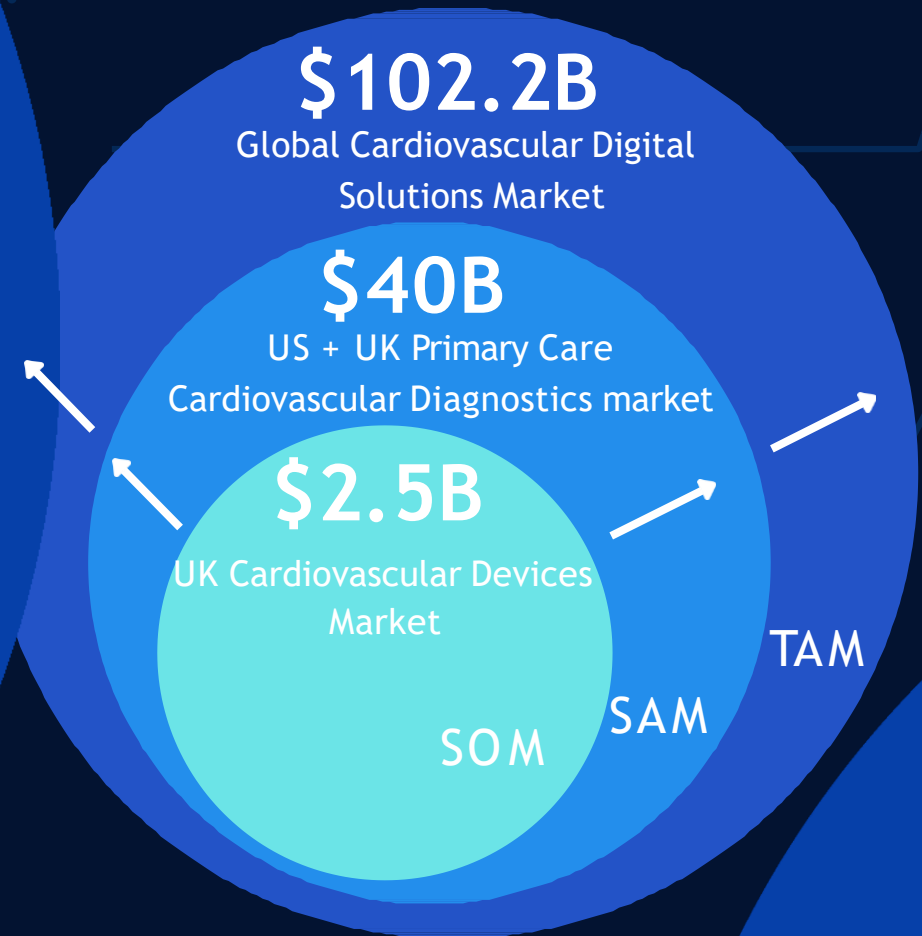 $102.2B
Global Cardiovascular Digital
Solutions Market
$40B
US + UK Primary Care
Cardiovascular Diagnostics market
$2.5B
UK Cardiovascular Devices
Market
TAM
SAM
SOM